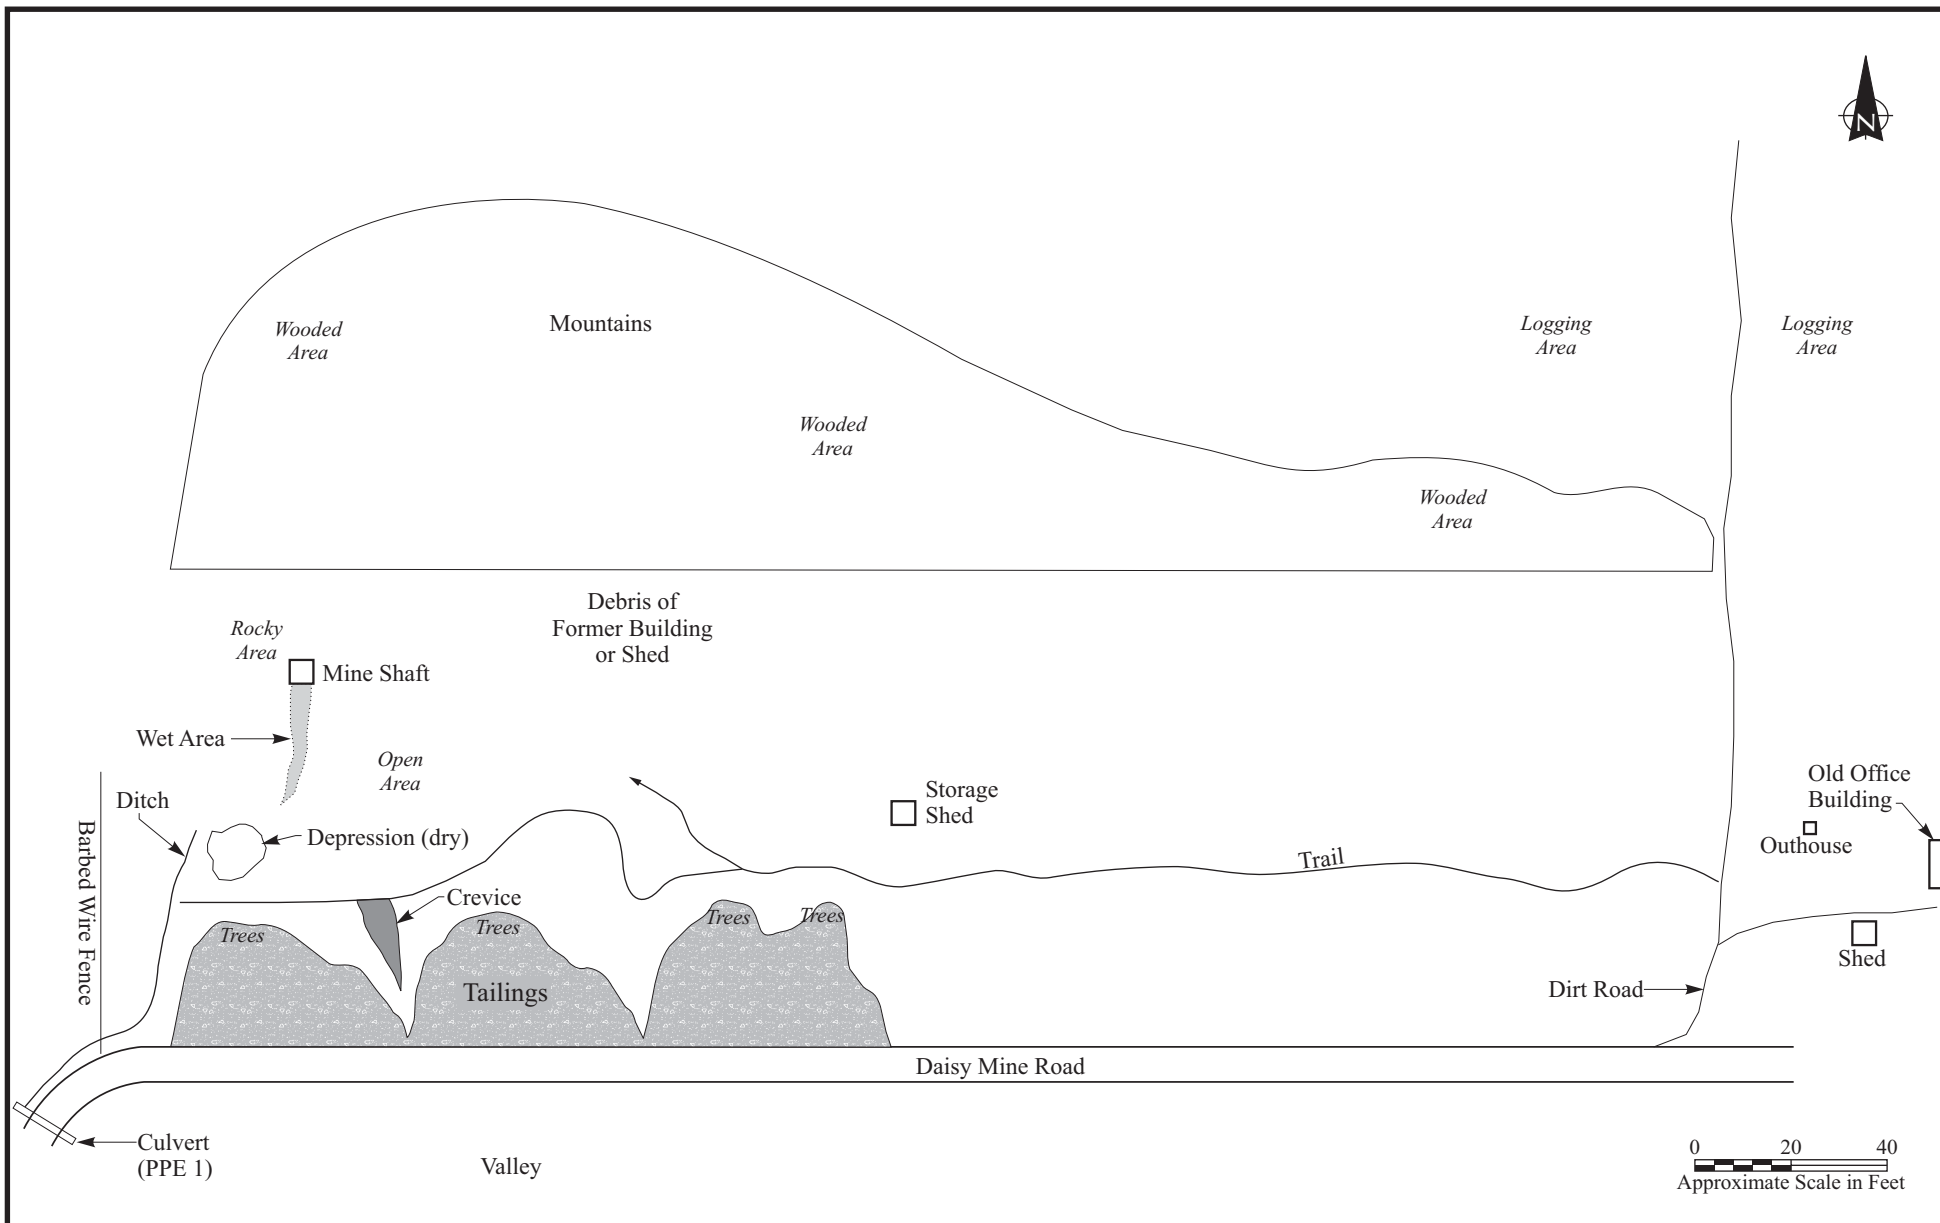 N
Wooded
Area
Mountains
Logging
Area
Logging
Area
Wooded
Area
Wooded
Area
Debris of
Former Building
or Shed
Rocky
Area
Mine Shaft
Wet Area
Open
Area
Ditch
Storage
Shed
Old Office
Building
Depression (dry)
Outhouse
Trail
Barbed Wire Fence
Crevice
Trees
Trees
Trees
Trees
Shed
Tailings
Dirt Road
Daisy Mine Road
Culvert
(PPE 1)
Valley
0 20 40
Approximate Scale in Feet